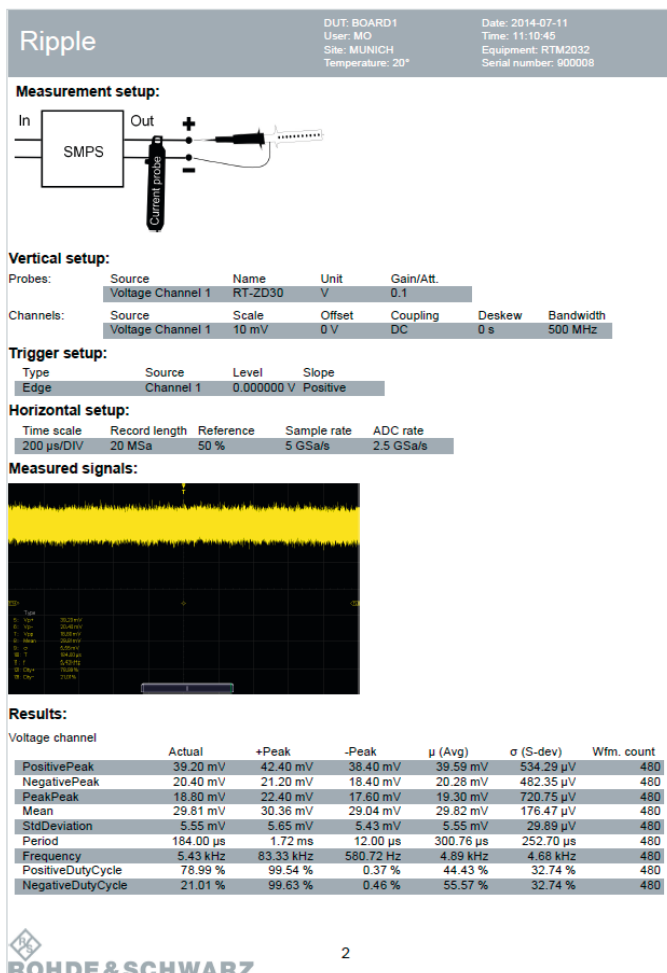 Ripple
DUT: BOARD1
User: MO
Site: MUNICH
Temperature: 20°
Date: 2014-07-11
Time: 11:10:45
Equipment: RTM2032
Serial number: 900008
Measurement setup:
In
Out
+
SMPS
−
Current probe
Vertical setup:
Probes: Source Name Unit Gain/Att.
Voltage Channel 1 RT-ZD30 V 0.1
Channels: Source Scale Offset Coupling Deskew Bandwidth
Voltage Channel 1 10 mV 0 V DC 0 s 500 MHz
Trigger setup:
Type Source Level Slope
Edge Channel 1 0.000000 V Positive
Horizontal setup:
Time scale Record length Reference Sample rate ADC rate
200 µs/DIV 20 MSa 50 % 5 GSa/s 2.5 GSa/s
Measured signals:
Type
Mean
Results:
Voltage channel
Actual +Peak -Peak µ (Avg) σ (S-dev) Wfm. count
PositivePeak 39.20 mV 42.40 mV 38.40 mV 39.59 mV 534.29 µV 480
NegativePeak 20.40 mV 21.20 mV 18.40 mV 20.28 mV 482.35 µV 480
PeakPeak 18.80 mV 22.40 mV 17.60 mV 19.30 mV 720.75 µV 480
Mean 29.81 mV 30.36 mV 29.04 mV 29.82 mV 176.47 µV 480
StdDeviation 5.55 mV 5.65 mV 5.43 mV 5.55 mV 29.89 µV 480
Period 184.00 µs 1.72 ms 12.00 µs 300.76 µs 252.70 µs 480
Frequency 5.43 kHz 83.33 kHz 580.72 Hz 4.89 kHz 4.68 kHz 480
PositiveDutyCycle 78.99 % 99.54 % 0.37 % 44.43 % 32.74 % 480
NegativeDutyCycle 21.01 % 99.63 % 0.46 % 55.57 % 32.74 % 480
R S
ROHDE&SCHWARZ
2